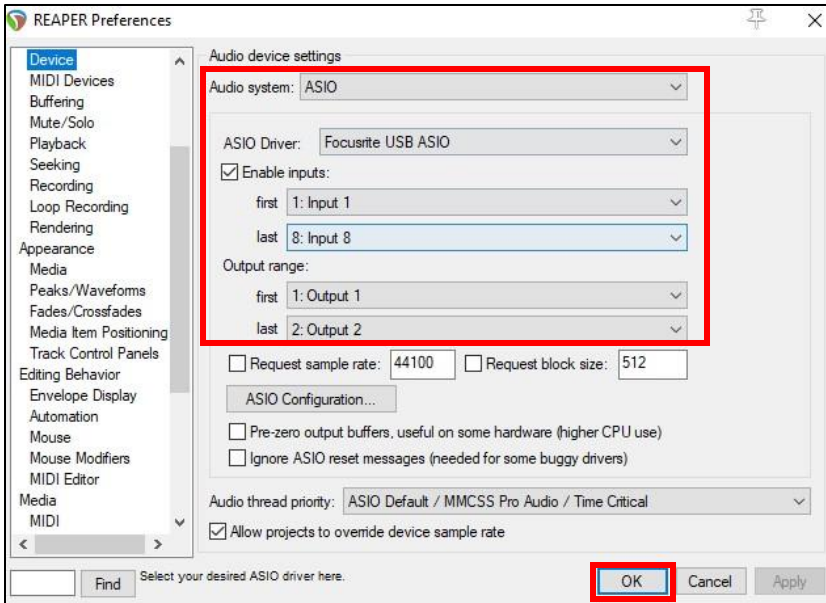 REAPER Preferences
Device
MIDI Devices
Buffering
Mute/Solo
Playback
Seeking
Recording
Loop Recording
Rendering
Appearance
Media
Peaks/Waveforms
Fades/Crossfades
Media Item Positioning
Track Control Panels
Editing Behavior
Envelope Display
Automation
Mouse
Mouse Modifiers
MIDI Editor
Media
MIDI
Audio device settings
Audio system: ASIO
ASIO Driver: Focusrite USB ASIO
Enable inputs:
first 1: Input 1
last 8: Input 8
Output range:
first 1: Output 1
last 2: Output 2
Request sample rate: 44100 Request block size: 512
ASIO Configuration...
Pre-zero output buffers, useful on some hardware (higher CPU use)
Ignore ASIO reset messages (needed for some buggy drivers)
Audio thread priority: ASIO Default / MMCSS Pro Audio / Time Critical
Allow projects to override device sample rate
Find Select your desired ASIO driver here. OK Cancel Apply